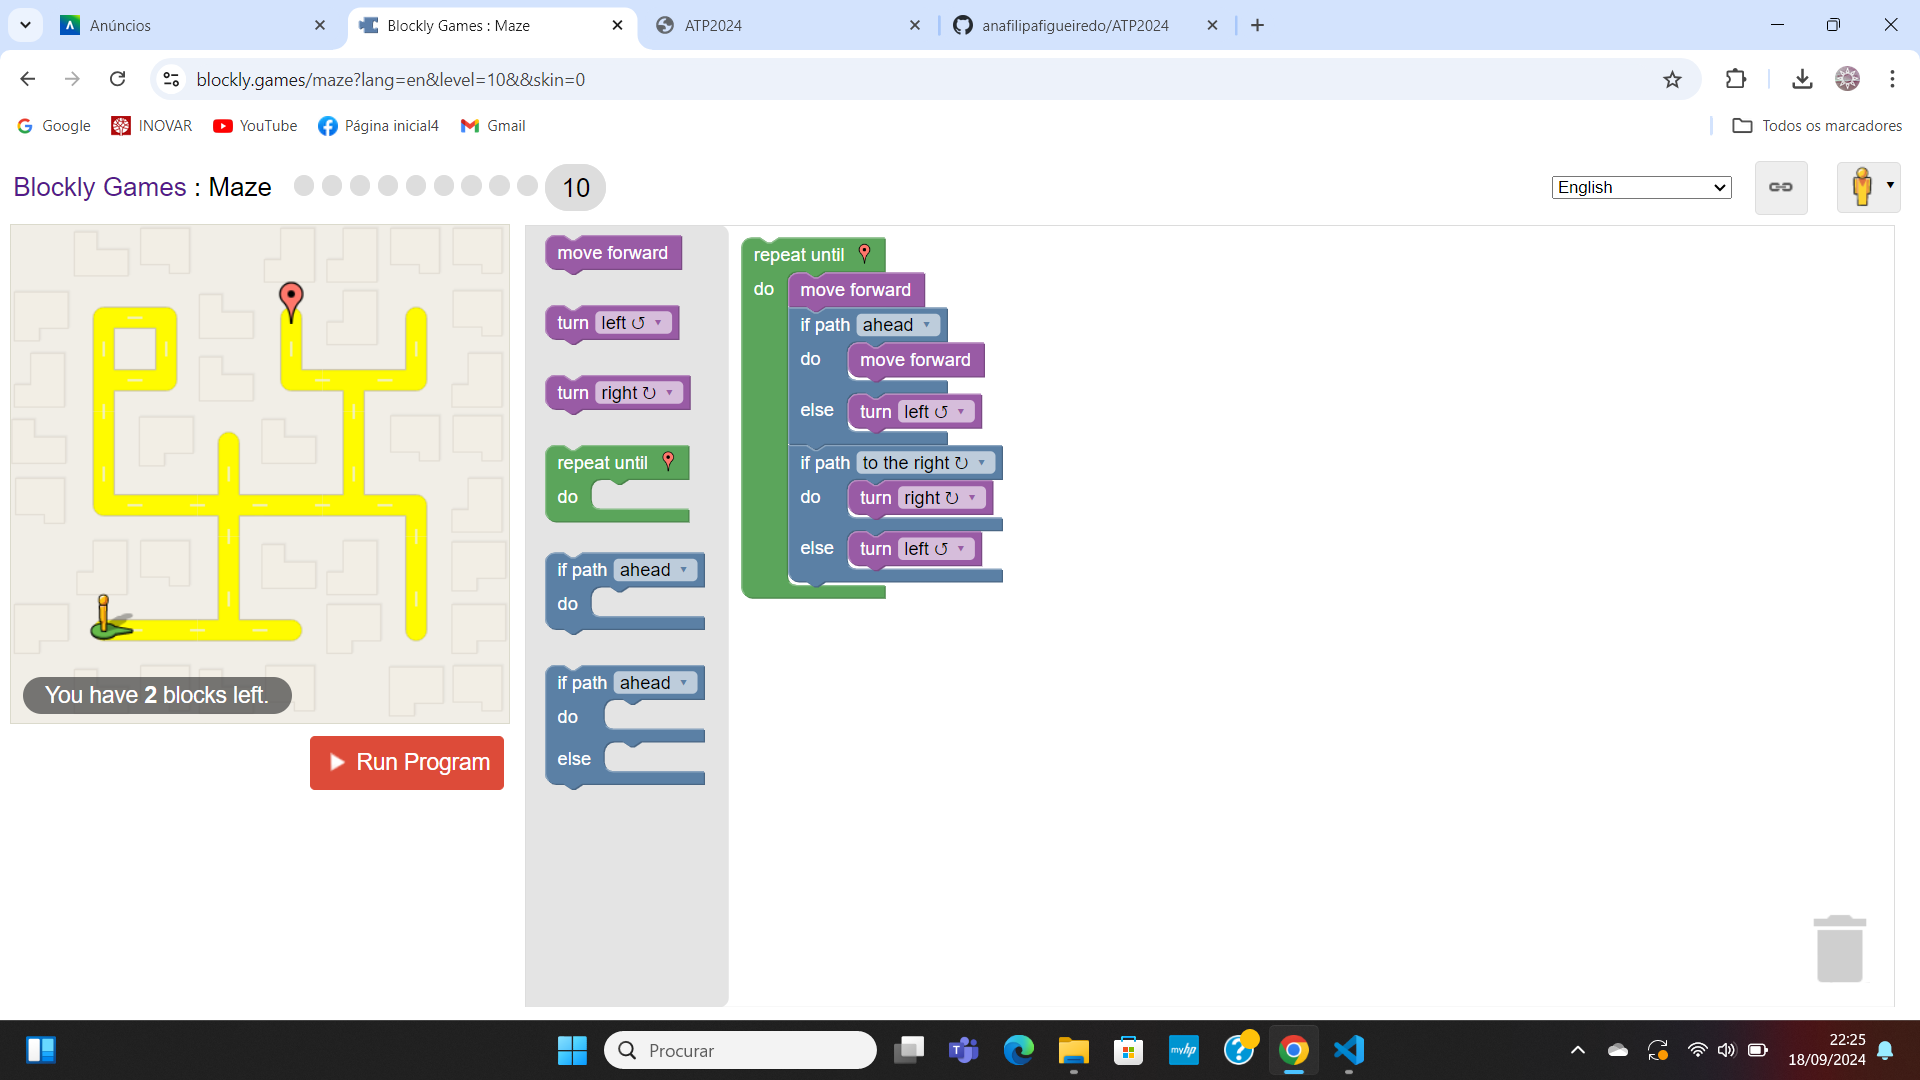 Anúncios
Blockly Games : Maze
ATP2024
anafilipafigueiredo/ATP2024
blockly.games/maze?lang=en&level=10&&skin=0
Google
INOVAR
YouTube
Página inicial4
Gmail
Todos os marcadores
Blockly Games : Maze
10
English
move forward
turn left ↺
turn right ↻
repeat until
do
if path ahead
do
if path ahead
do
else
repeat until
do
move forward
if path ahead
do move forward
else turn left ↺
if path to the right ↻
do turn right ↻
else turn left ↺
You have 2 blocks left.
Run Program
Procurar
myhp
22:25
18/09/2024